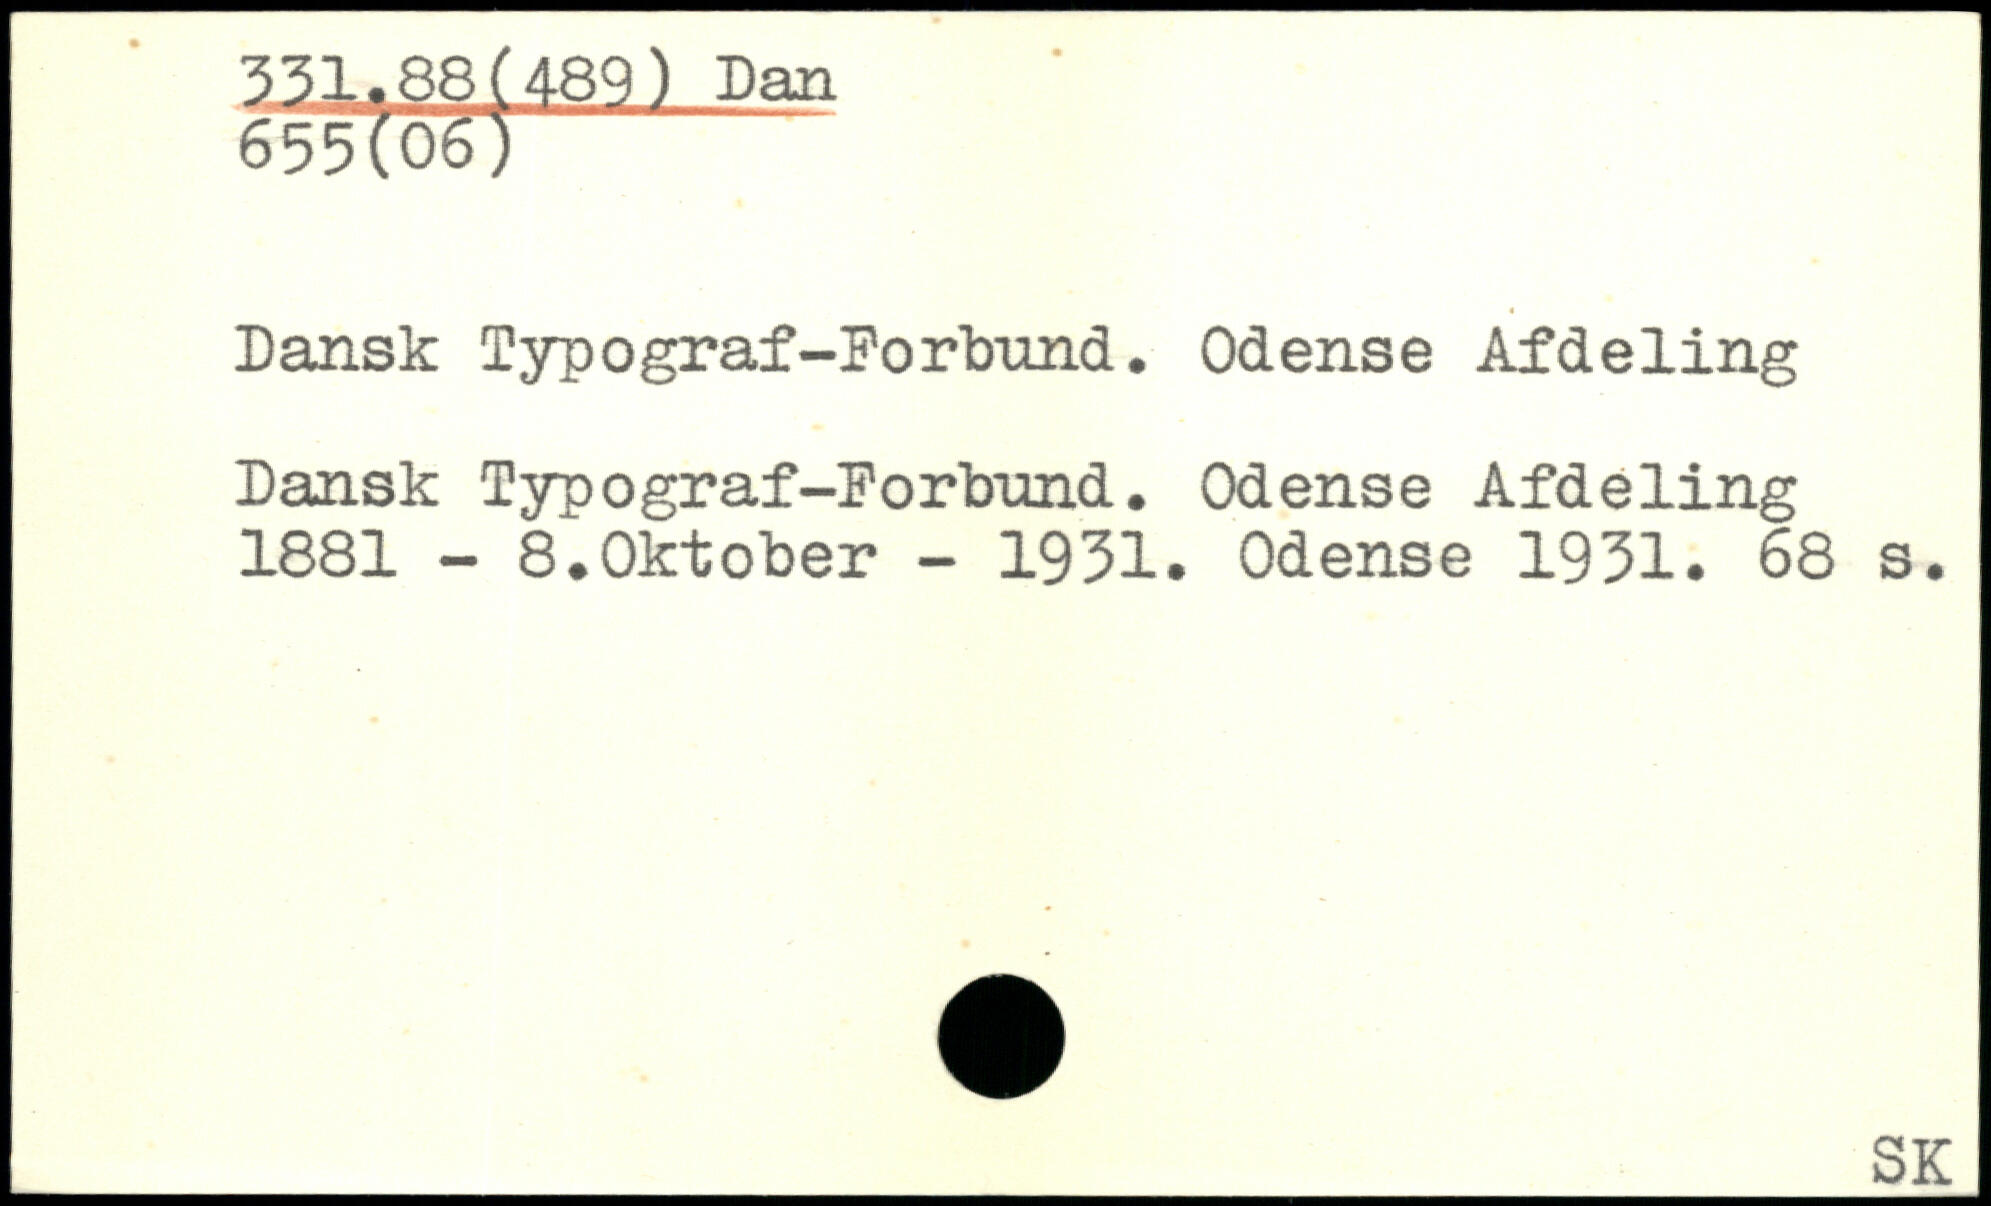 331.88(489) Dan
655(06)
Dansk Typograf-Forbund. Odense Afdeling
Dansk Typograf-Forbund. Odense Afdeling
1881 - 8.Oktober - 1931. Odense 1931. 68 s.
SK